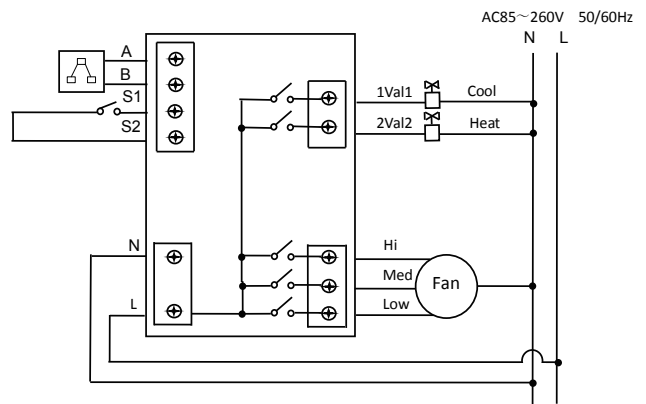 AC85～260V 50/60Hz
N L
A
B
S1
S2
1Val1 Cool
2Val2 Heat
N
L
Hi
Med
Low
Fan